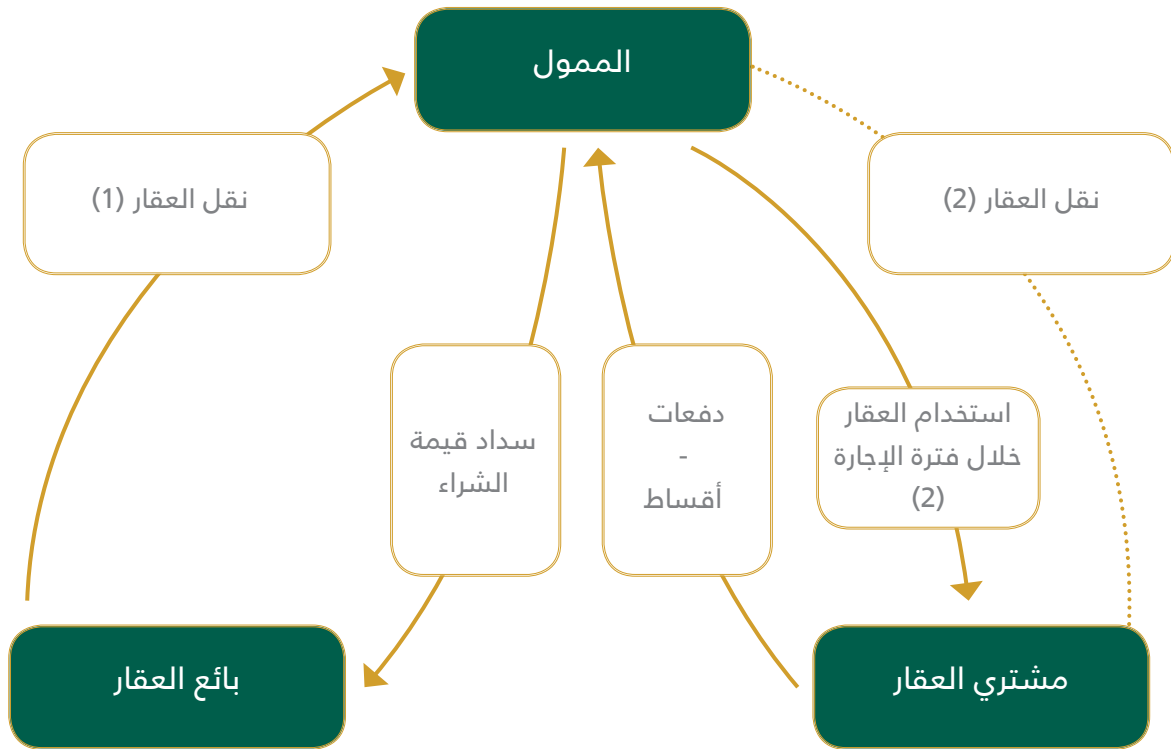 الممول
نقل العقار (2)
نقل العقار (1)
استخدام العقار
خلال فترة الإجارة
(2)
دفعات
-
أقساط
سداد قيمة
الشراء
مشتري العقار
بائع العقار